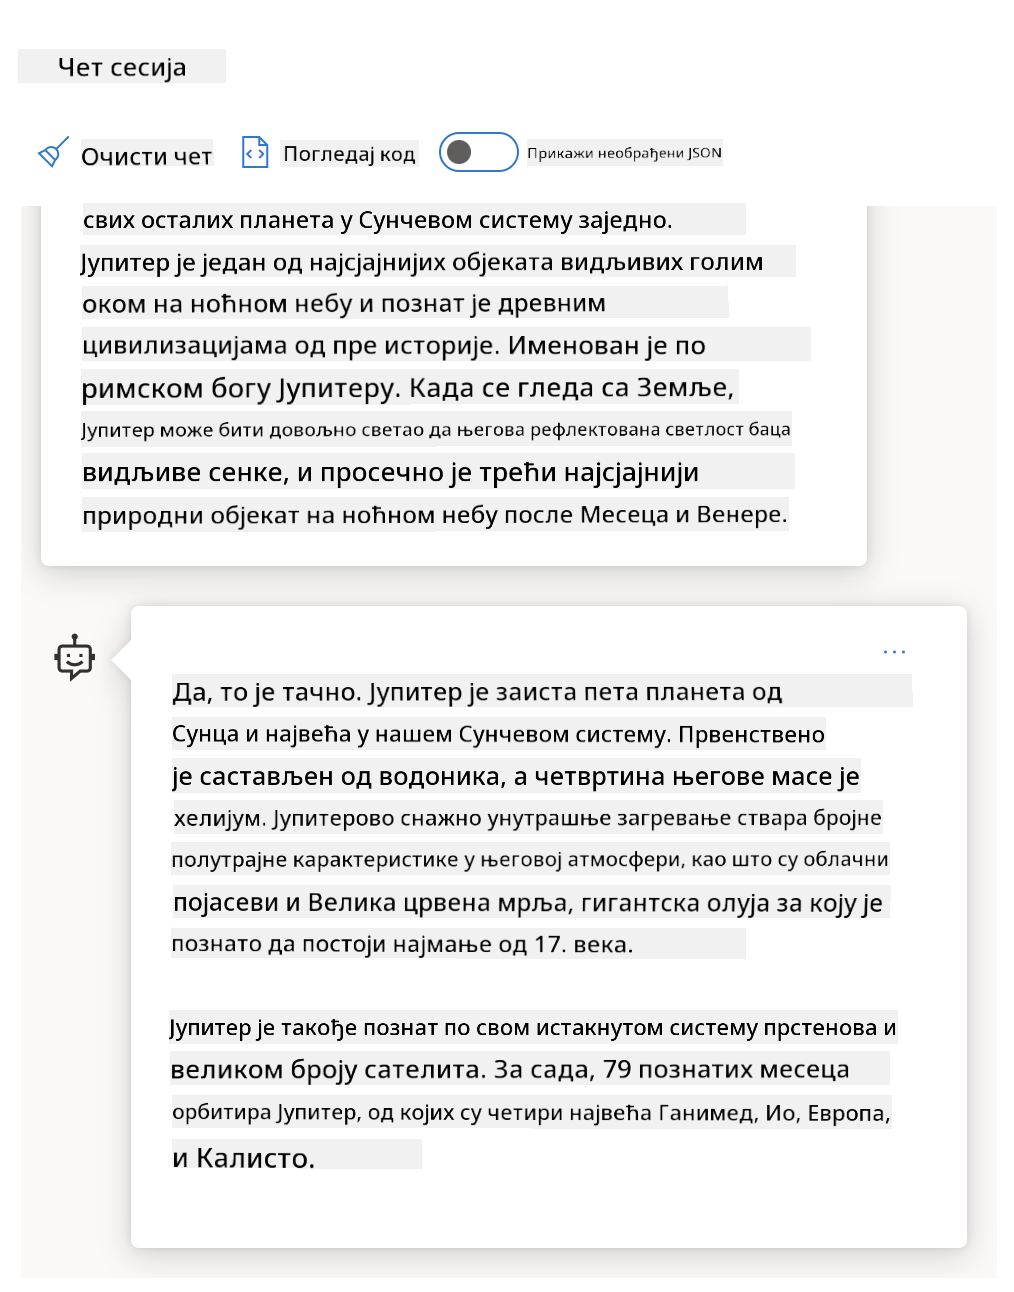 Чет сесија
Очисти чет Погледај код Прикажи необрађени JSON
свих осталих планета у Сунчевом систему заједно.
Јупитер је један од најсјајнијих објеката видљивих голим
оком на ноћном небу и познат је древним
цивилизацијама од пре историје. Именован је по
римском богу Јупитеру. Када се гледа са Земље,
Јупитер може бити довољно светао да његова рефлектована светлост баца
видљиве сенке, и просечно је трећи најсјајнији
природни објекат на ноћном небу после Месеца и Венере.
Да, то је тачно. Јупитер је заиста пета планета од
Сунца и највећа у нашем Сунчевом систему. Првенствено
је састављен од водоника, а четвртина његове масе је
хелијум. Јупитерово снажно унутрашње загревање ствара бројне
полутрајне карактеристике у његовој атмосфери, као што су облачни
појасеви и Велика црвена мрља, гигантска олуја за коју је
познато да постоји најмање од 17. века.
Јупитер је такође познат по свом истакнутом систему прстенова и
великом броју сателита. За сада, 79 познатих месеца
орбитира Јупитер, од којих су четири највећа Ганимед, Ио, Европа,
и Калисто.